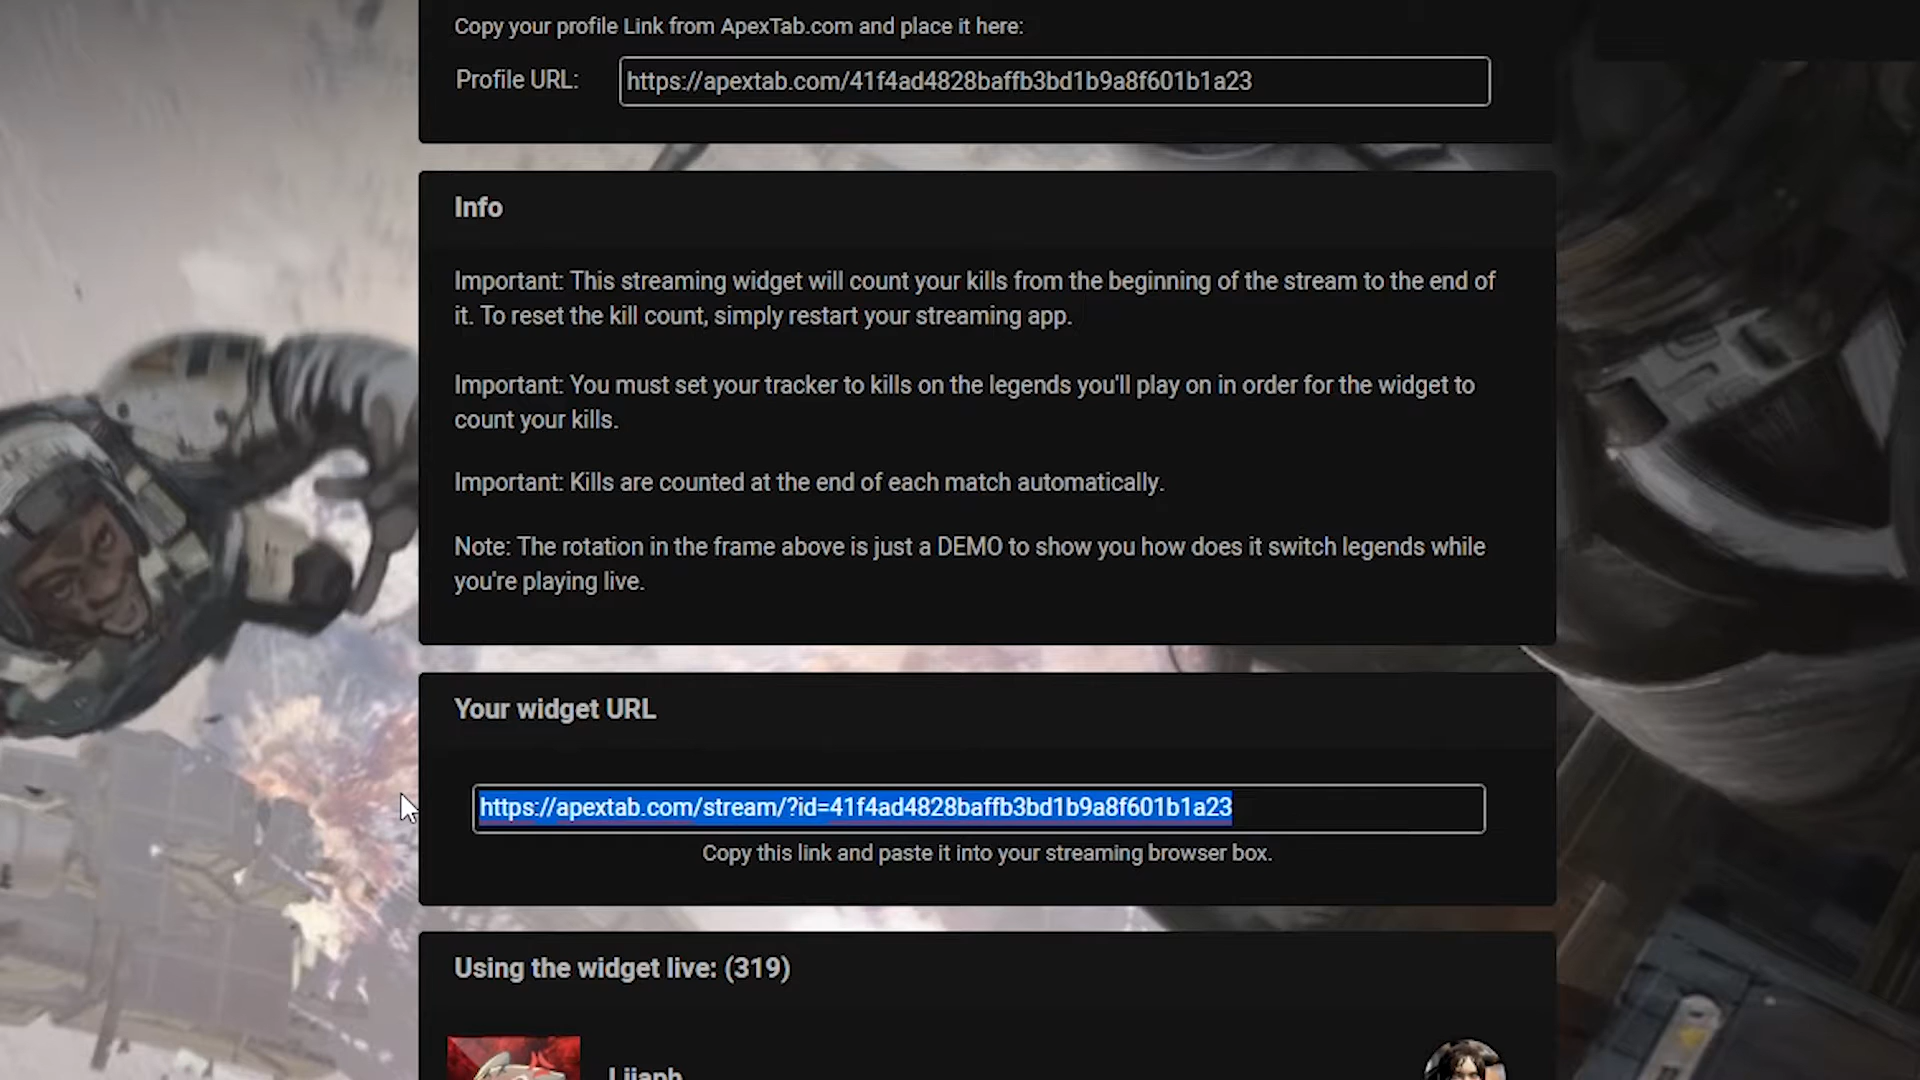 Copy your profile Link from ApexTab.com and place it here:
Profile URL: https://apextab.com/41f4ad4828baffb3bd1b9a8f601b1a23
Info
Important: This streaming widget will count your kills from the beginning of the stream to the end of
it. To reset the kill count, simply restart your streaming app.
Important: You must set your tracker to kills on the legends you'll play on in order for the widget to
count your kills.
Important: Kills are counted at the end of each match automatically.
Note: The rotation in the frame above is just a DEMO to show you how does it switch legends while
you're playing live.
Your widget URL
https://apextab.com/stream/?id=41f4ad4828baffb3bd1b9a8f601b1a23
Copy this link and paste it into your streaming browser box.
Using the widget live: (319)